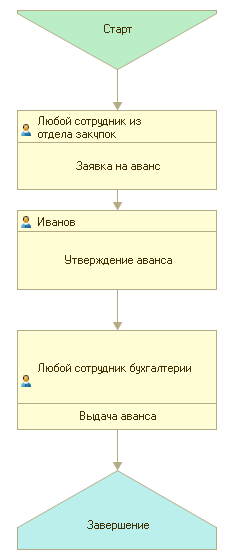 Старт
Любой сотрудник из
отдела закупок
Заявка на аванс
Иванов
Утверждение аванса
Любой сотрудник бухгалтерии
Выдача аванса
Завершение